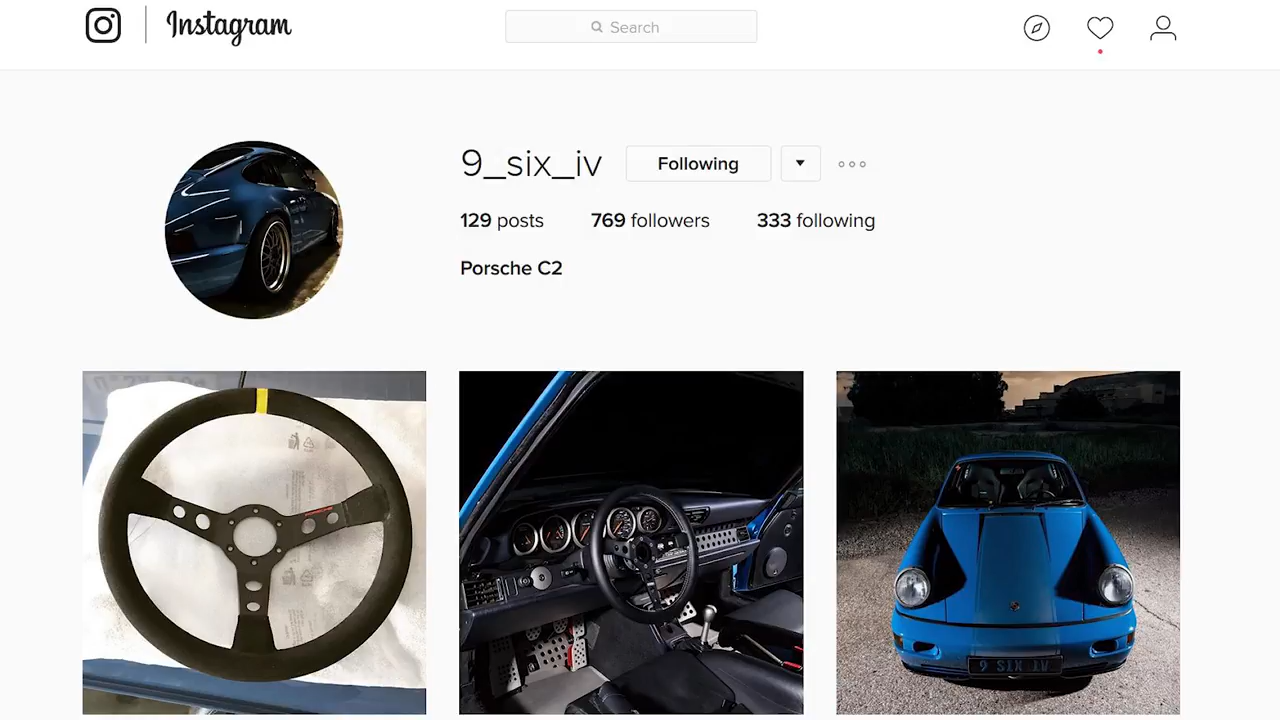 Instagram
Search
9_six_iv
Following
129 posts 769 followers 333 following
Porsche C2
9 SIX IV